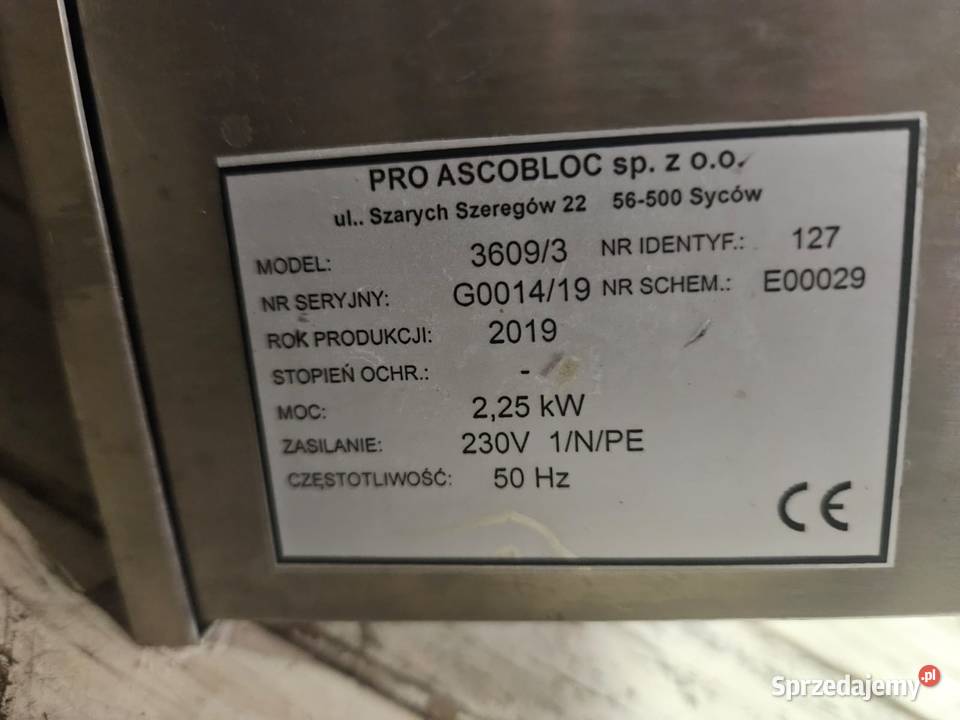 PRO ASCOBLOC sp. z o.o.
ul.. Szarych Szeregów 22 56-500 Syców
MODEL: 3609/3 NR IDENTYF.: 127
NR SERYJNY: G0014/19 NR SCHEM.: E00029
ROK PRODUKCJI: 2019
STOPIEŃ OCHR.: -
MOC: 2,25 kW
ZASILANIE: 230V 1/N/PE
CZĘSTOTLIWOŚĆ: 50 Hz
CE
Sprzedajemy.pl